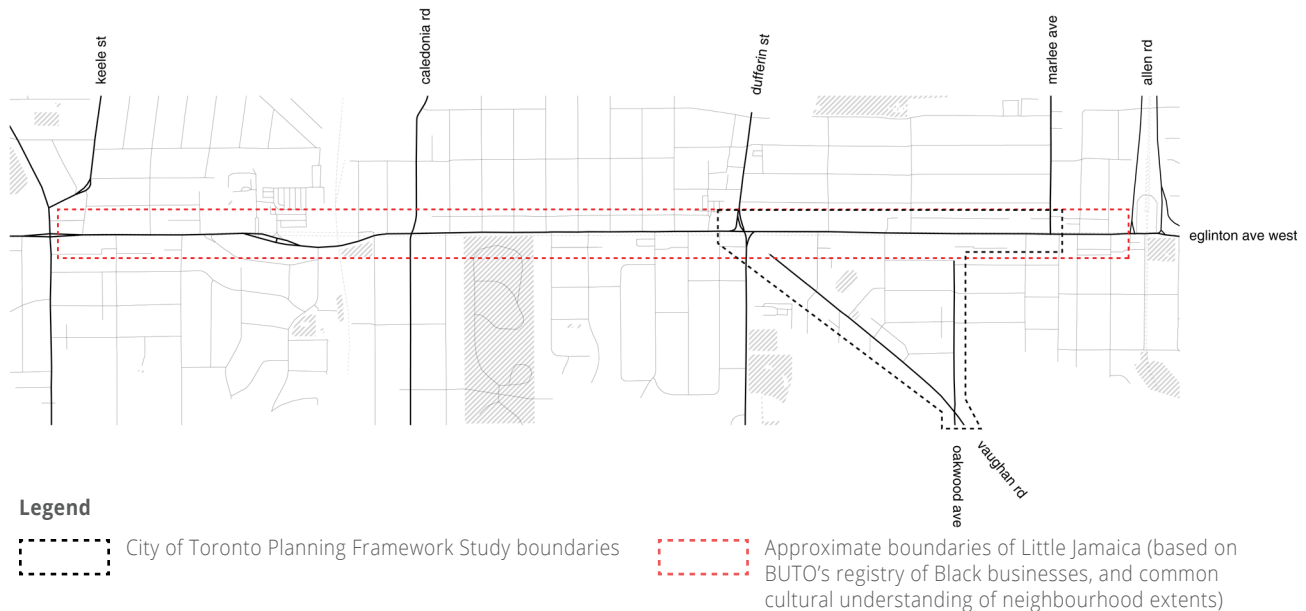 keele st
caledonia rd
dufferin st
marlee ave
allen rd
eglinton ave west
oakwood ave
vaughan rd
Legend
City of Toronto Planning Framework Study boundaries
Approximate boundaries of Little Jamaica (based on
BUTO’s registry of Black businesses, and common
cultural understanding of neighbourhood extents)